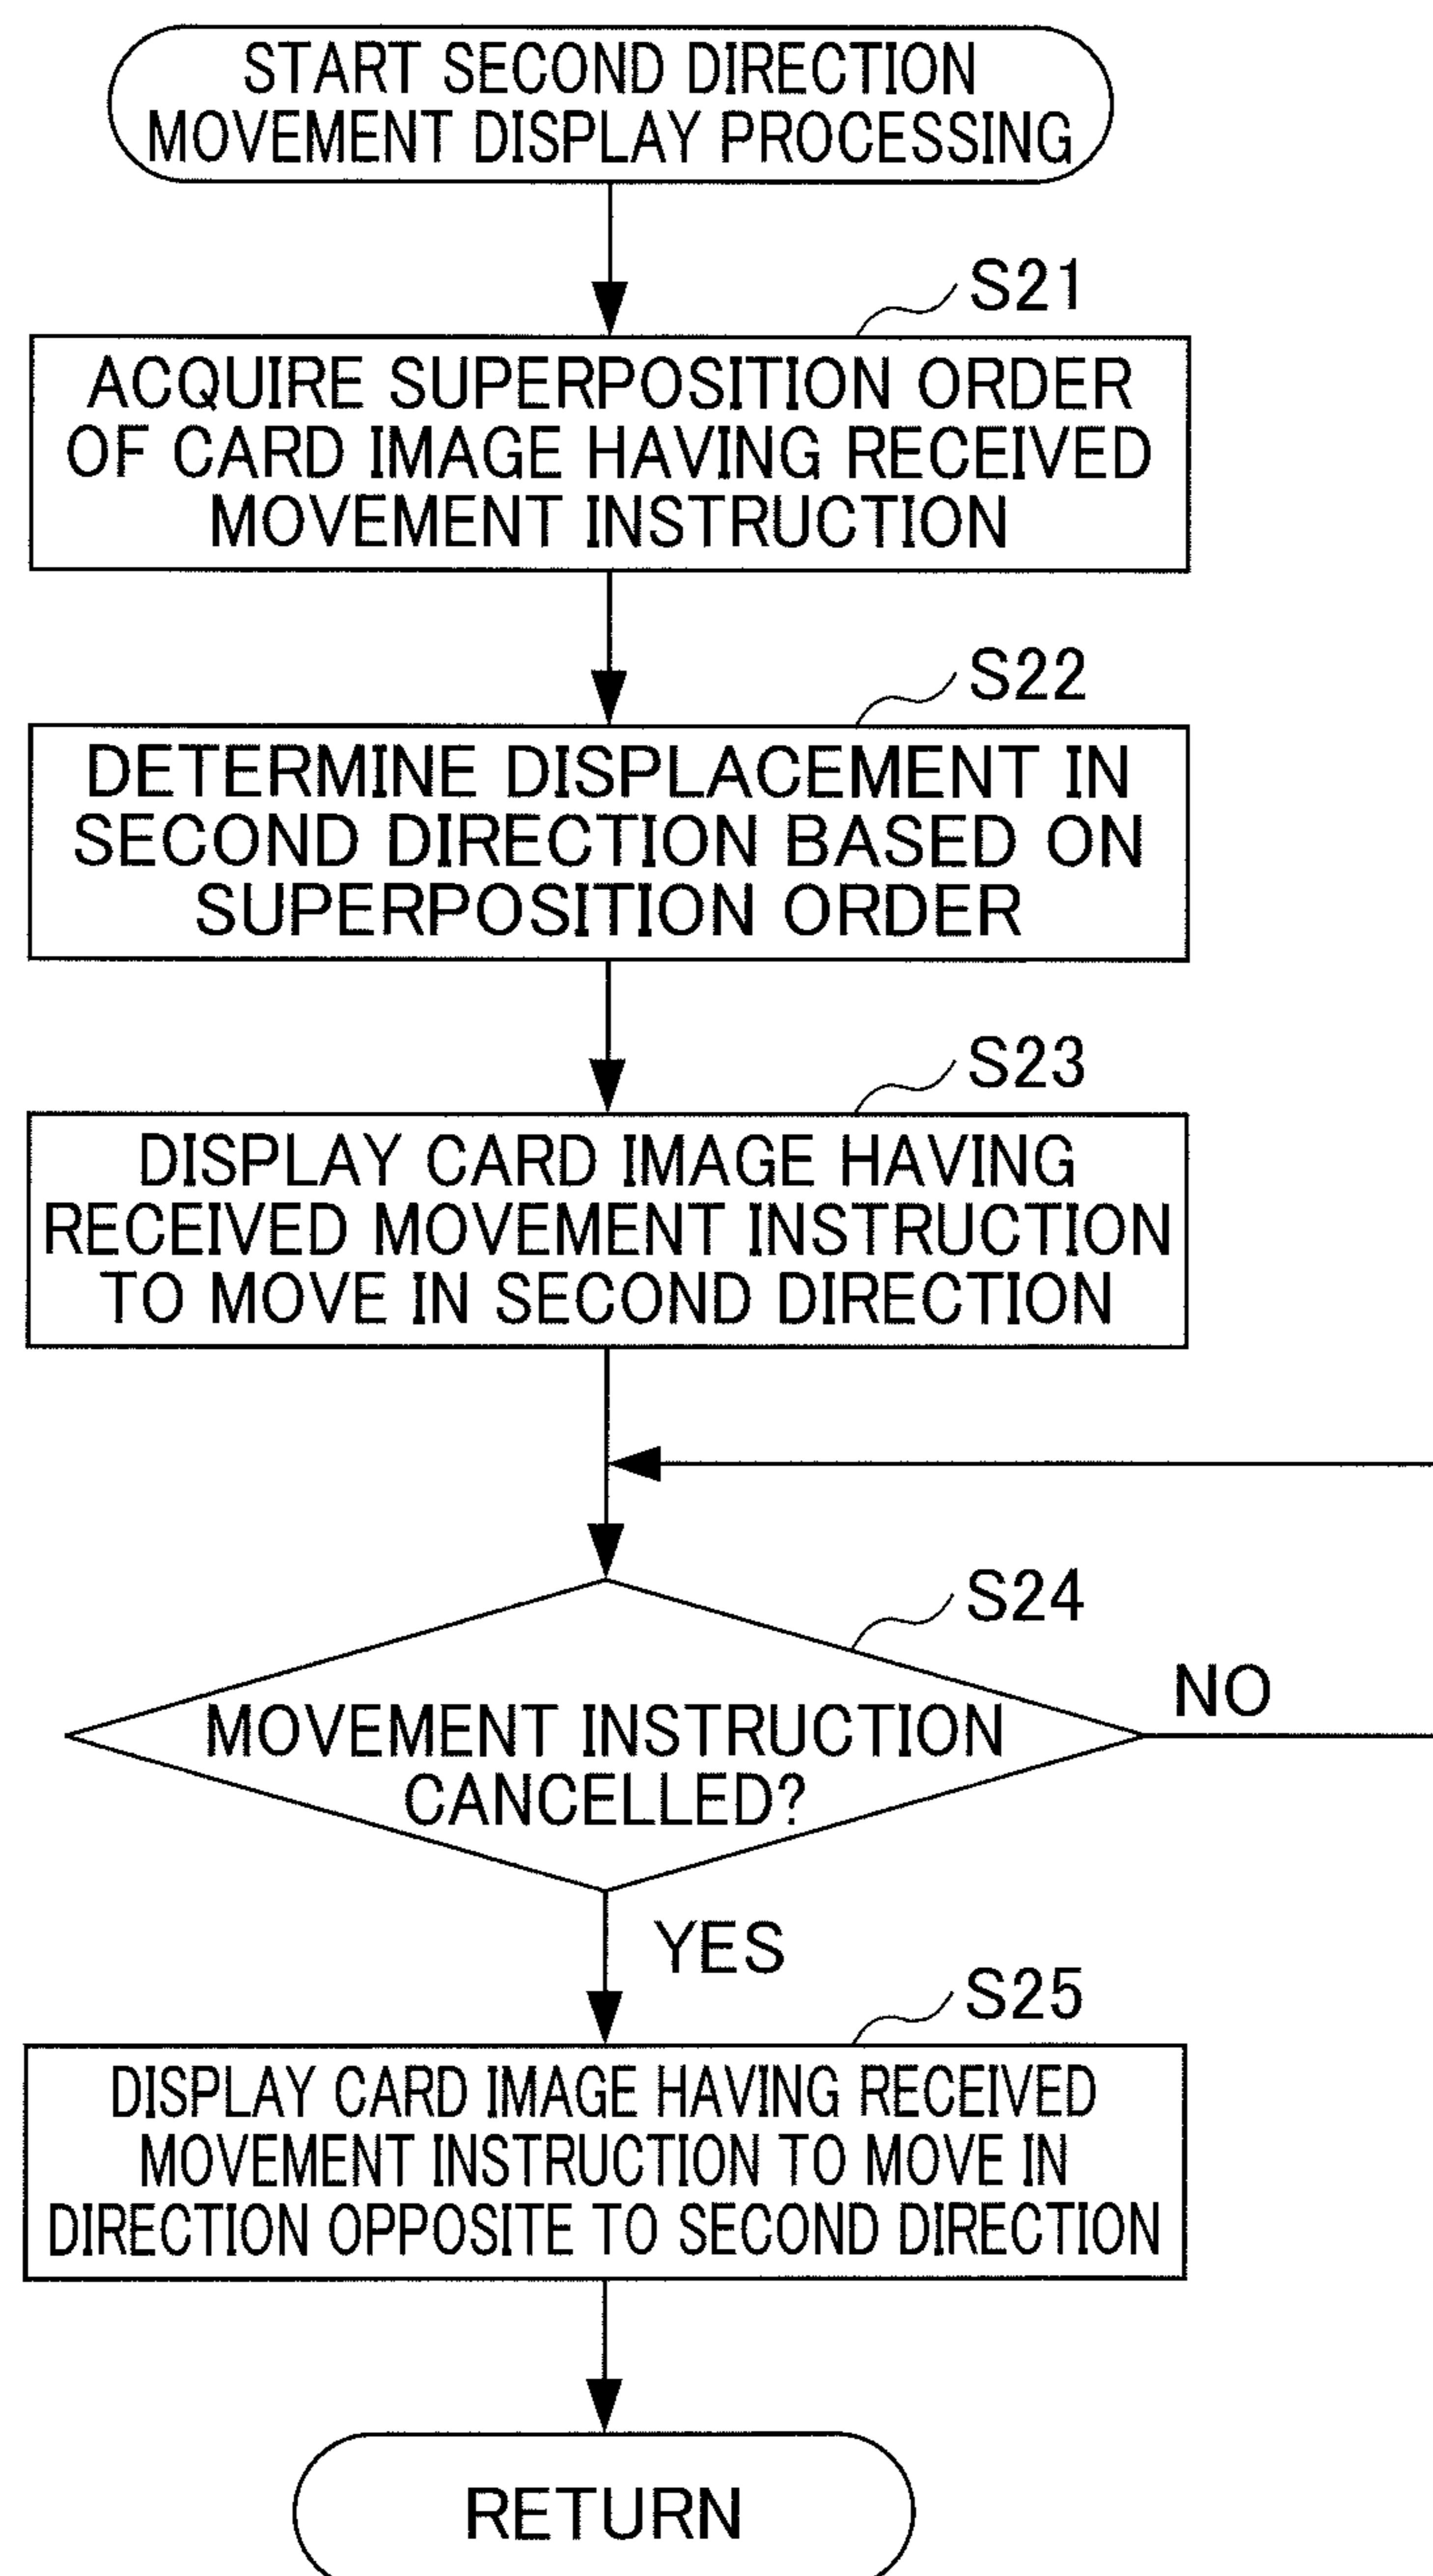 START SECOND DIRECTION
MOVEMENT DISPLAY PROCESSING
S21
ACQUIRE SUPERPOSITION ORDER
OF CARD IMAGE HAVING RECEIVED
MOVEMENT INSTRUCTION
S22
DETERMINE DISPLACEMENT IN
SECOND DIRECTION BASED ON
SUPERPOSITION ORDER
S23
DISPLAY CARD IMAGE HAVING
RECEIVED MOVEMENT INSTRUCTION
TO MOVE IN SECOND DIRECTION
S24
NO
MOVEMENT INSTRUCTION
CANCELLED?
YES
S25
DISPLAY CARD IMAGE HAVING RECEIVED
MOVEMENT INSTRUCTION TO MOVE IN
DIRECTION OPPOSITE TO SECOND DIRECTION
RETURN